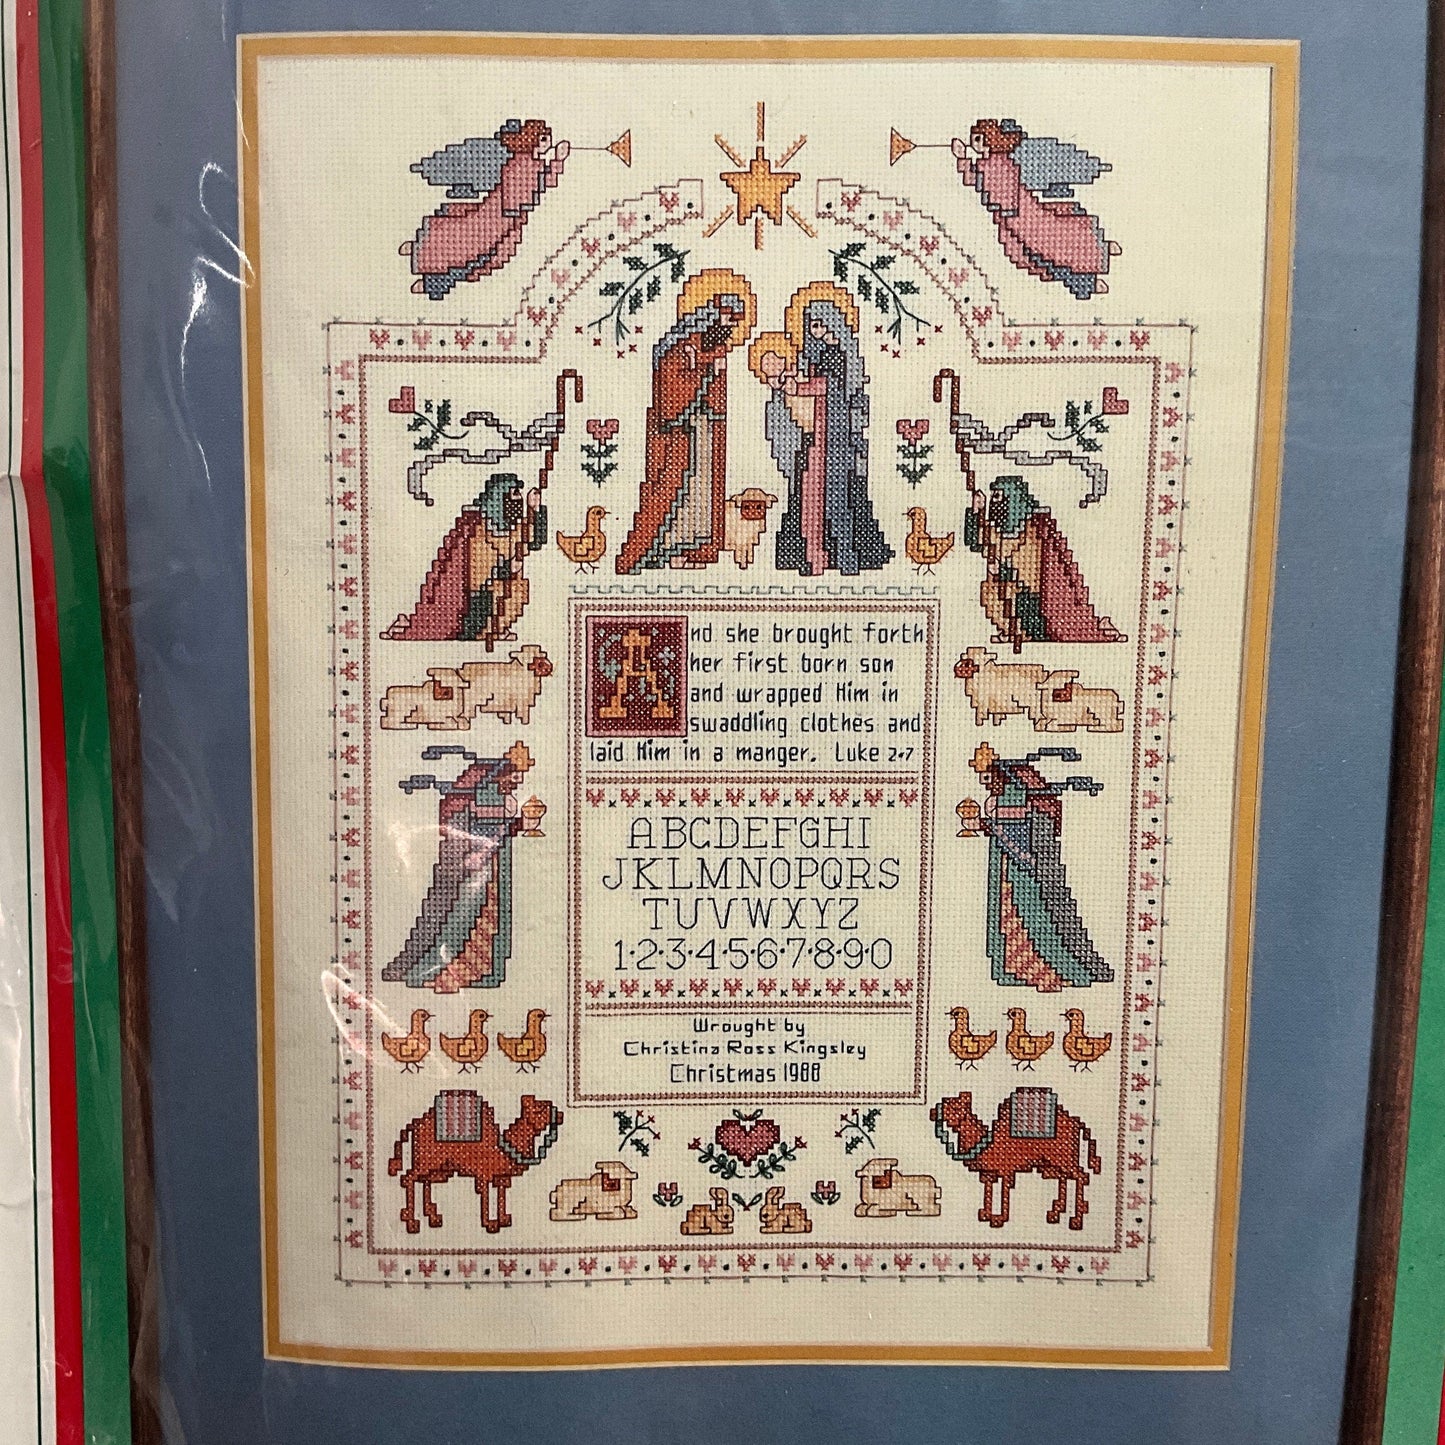 And she brought forth
her first born son
and wrapped Him in
swaddling clothes and
laid Him in a manger. Luke 2•7
ABCDEFGHI
JKLMNOPQRS
TUVWXYZ
1•2•3•4•5•6•7•8•9•0
Wrought by
Christina Ross Kingsley
Christmas 1988